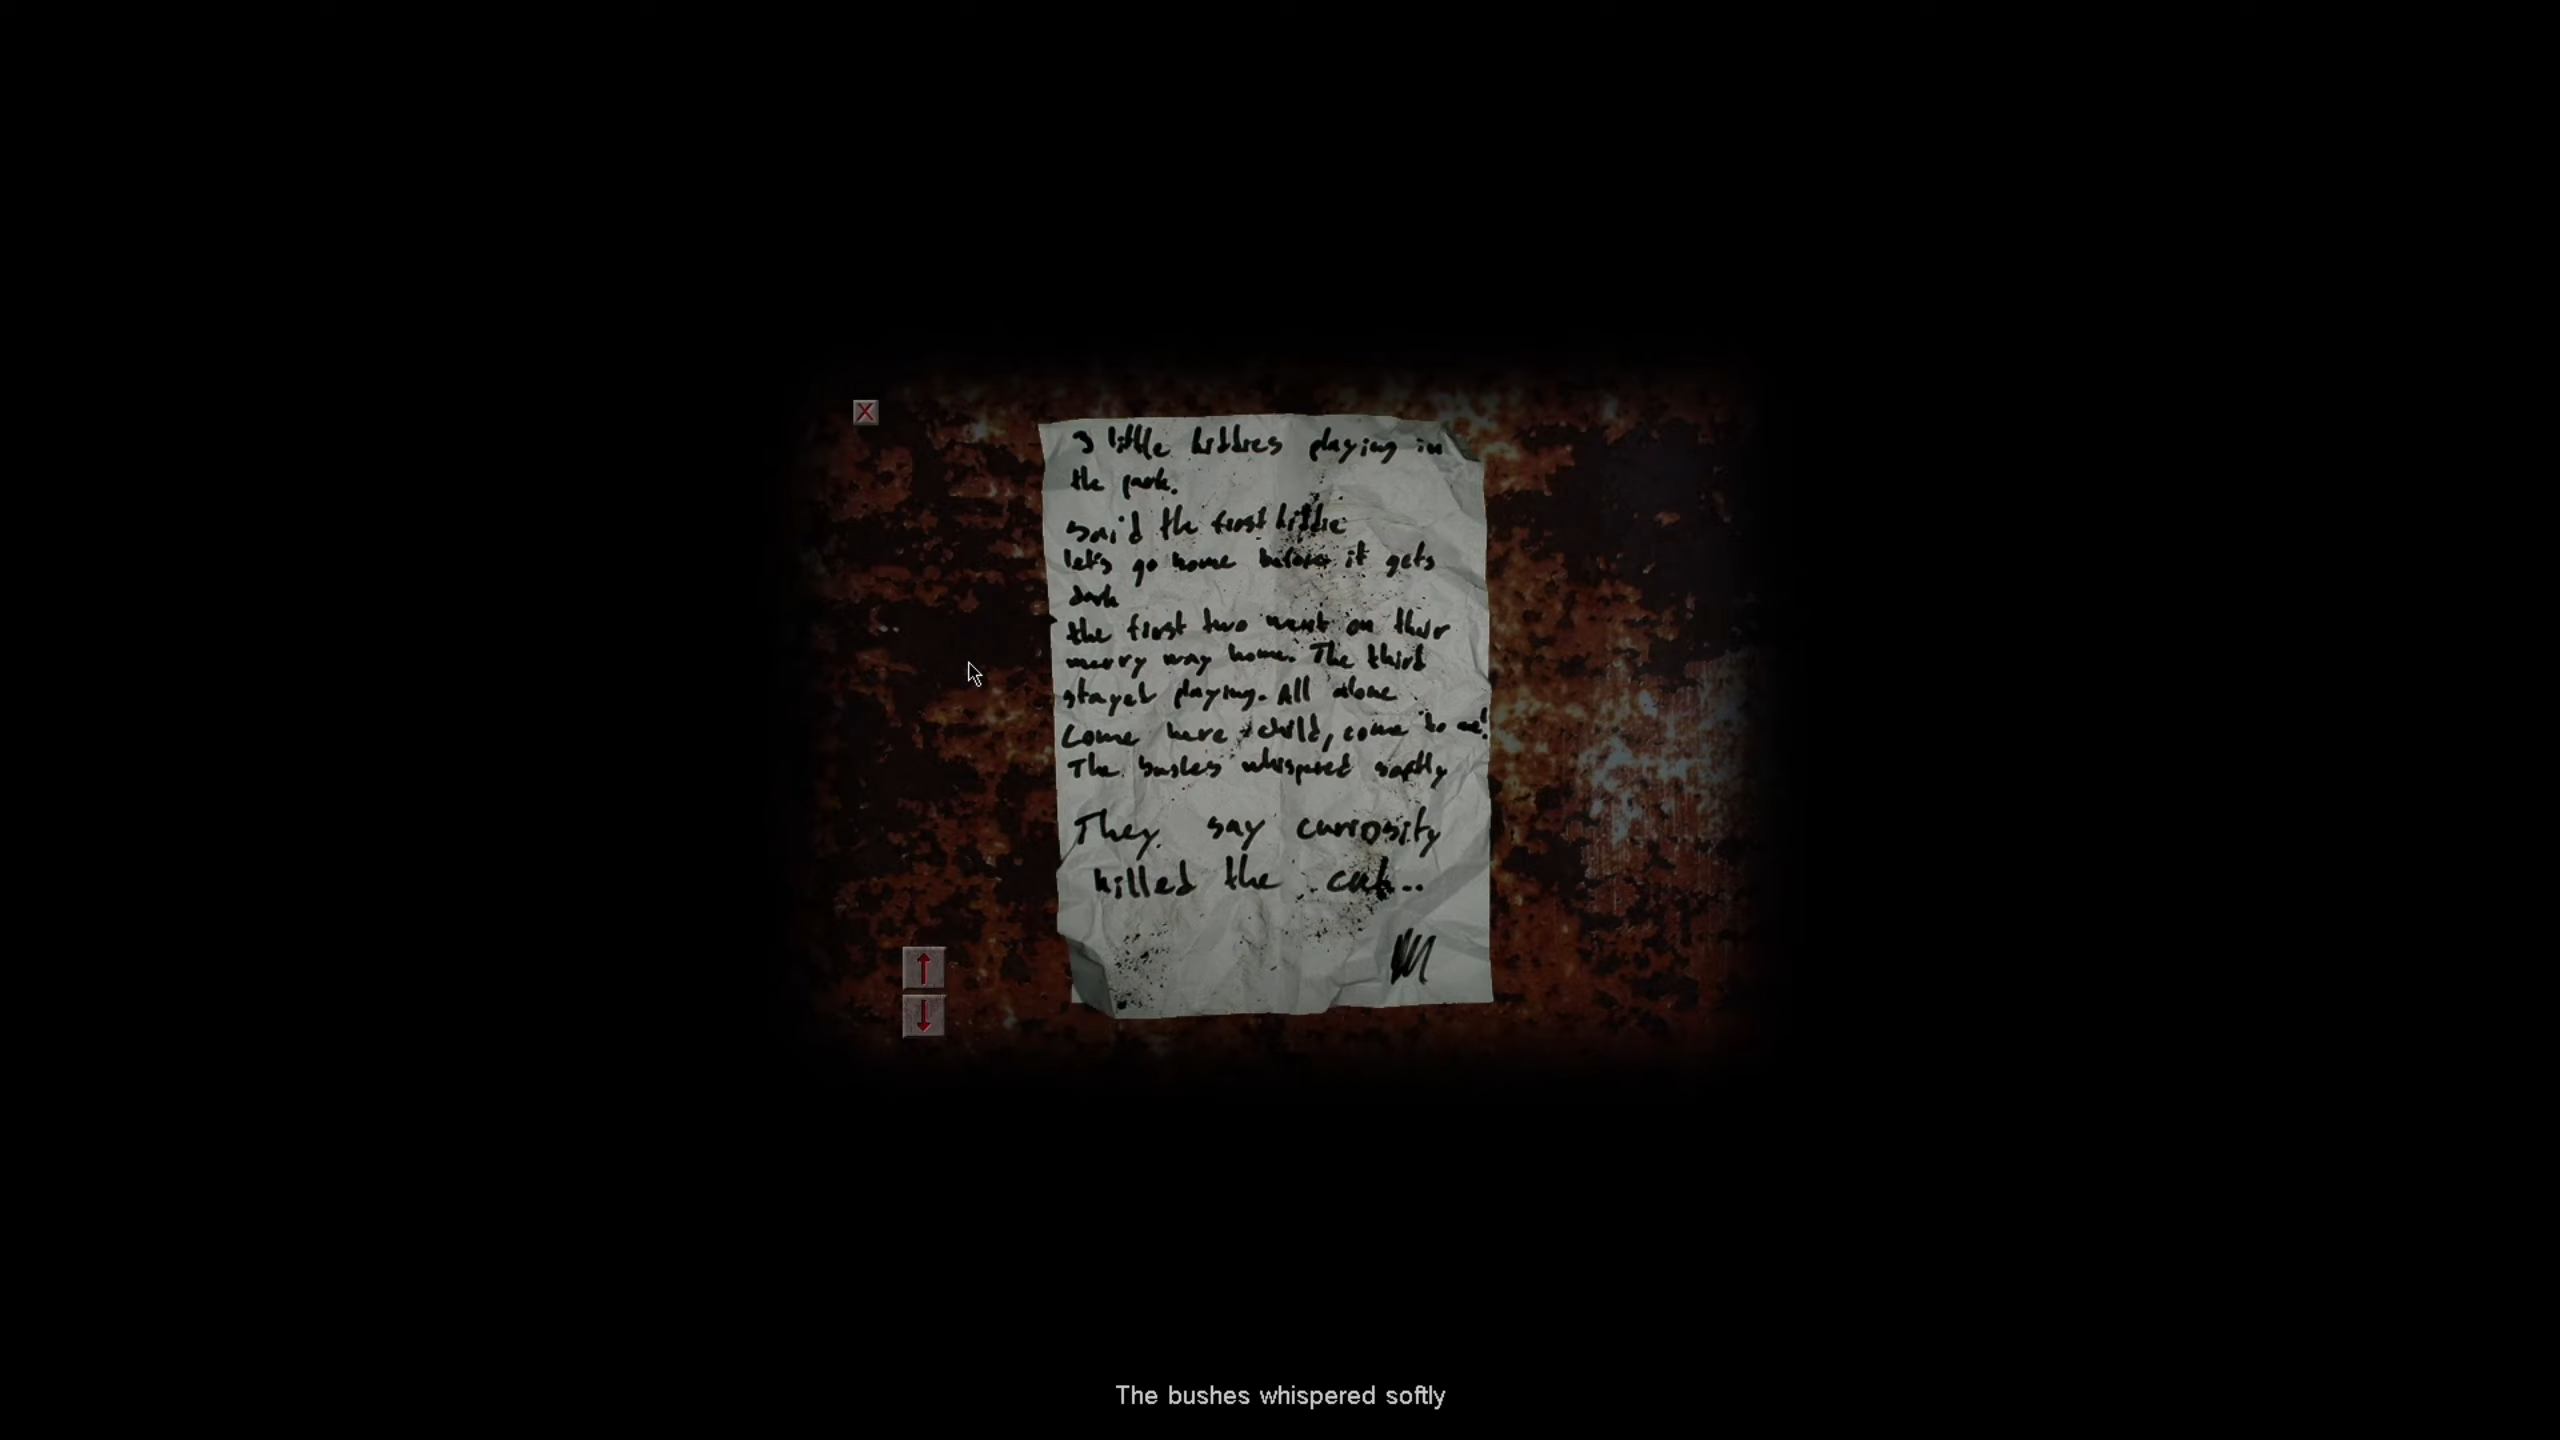 3 little kiddies playing in
the park.
said the first kiddie
let's go home before it gets
dark
the first two went on their
merry way home. The third
stayed playing. All alone
Come here child, come to me!
The bushes whispered softly
They say curiosity
killed the cat..
The bushes whispered softly